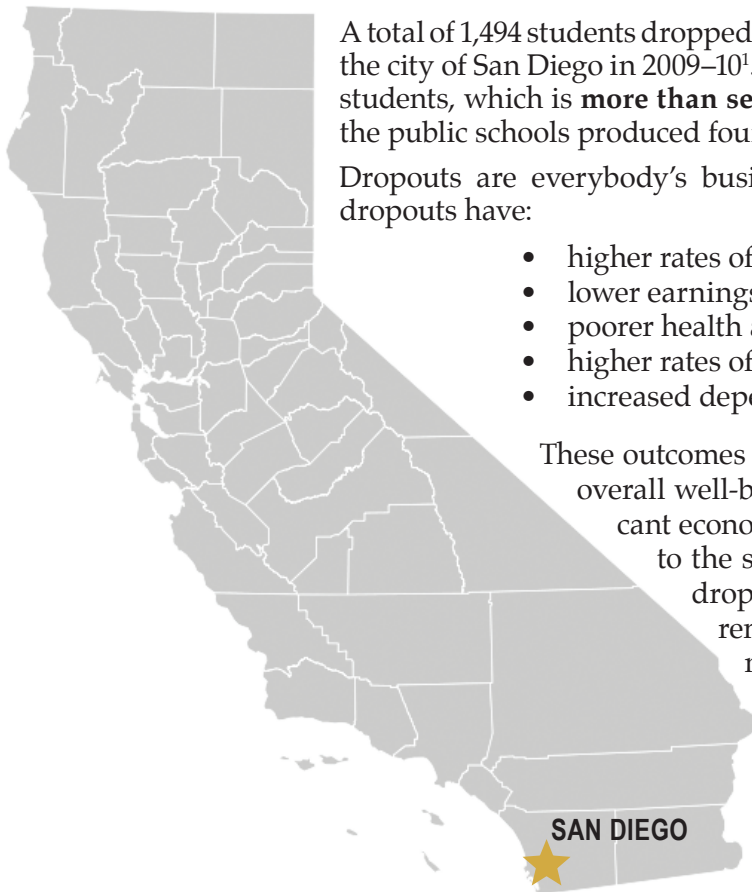 A total of 1,494 students dropped
the city of San Diego in 2009–10¹.
students, which is more than se
the public schools produced four
Dropouts are everybody's busi
dropouts have:
• higher rates of
• lower earnings
• poorer health a
• higher rates of
• increased depe
These outcomes
overall well-b
cant econo
to the s
drop
ren
r
SAN DIEGO